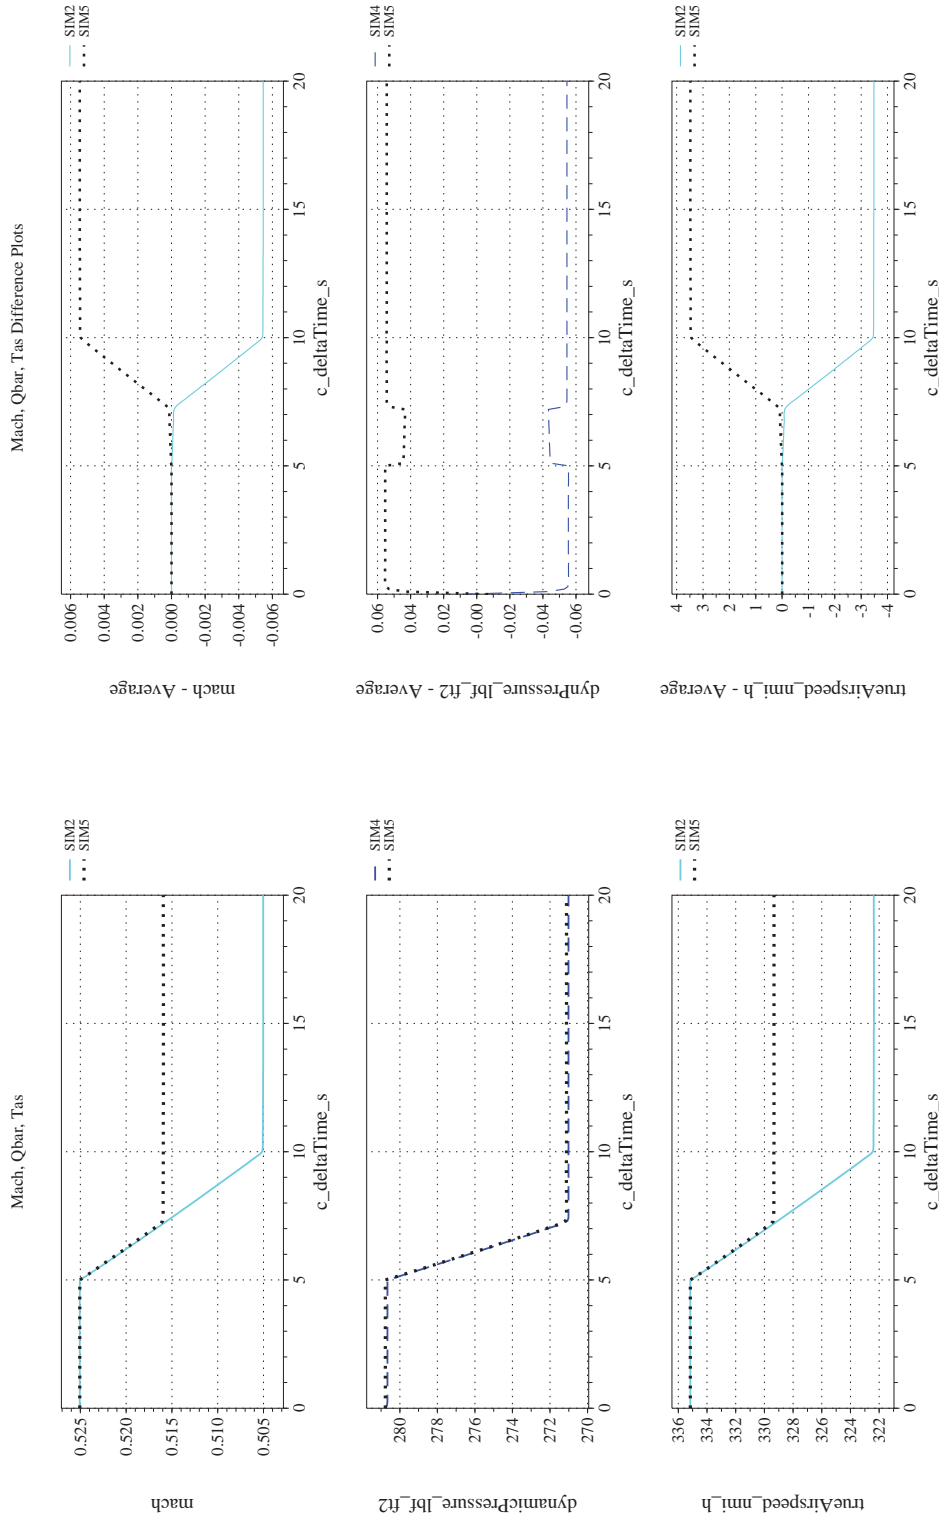 Mach, Qbar, Tas
SIM2
SIM5
mach
0.525
0.520
0.515
0.510
0.505
0 5 10 15 20
c_deltaTime_s
SIM4
SIM5
dynamicPressure_lbf_ft2
280
278
276
274
272
270
0 5 10 15 20
c_deltaTime_s
SIM2
SIM5
trueAirspeed_nmi_h
336
334
332
330
328
326
324
322
0 5 10 15 20
c_deltaTime_s
Mach, Qbar, Tas Difference Plots
SIM2
SIM5
mach - Average
0.006
0.004
0.002
0.000
-0.002
-0.004
-0.006
0 5 10 15 20
c_deltaTime_s
SIM4
SIM5
dynPressure_lbf_ft2 - Average
0.06
0.04
0.02
-0.00
-0.02
-0.04
-0.06
0 5 10 15 20
c_deltaTime_s
SIM2
SIM5
trueAirspeed_nmi_h - Average
4
3
2
1
0
-1
-2
-3
-4
0 5 10 15 20
c_deltaTime_s